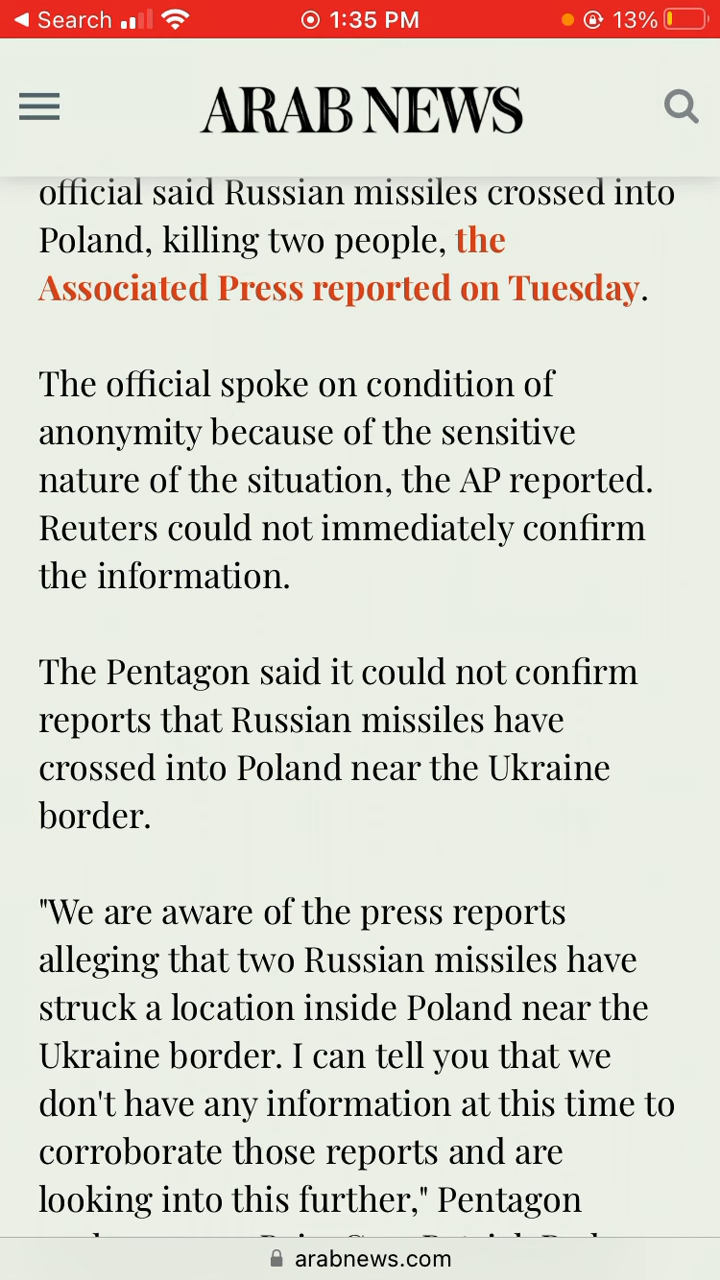 Search 1:35 PM 13%
ARAB NEWS
official said Russian missiles crossed into
Poland, killing two people, the
Associated Press reported on Tuesday.
The official spoke on condition of
anonymity because of the sensitive
nature of the situation, the AP reported.
Reuters could not immediately confirm
the information.
The Pentagon said it could not confirm
reports that Russian missiles have
crossed into Poland near the Ukraine
border.
"We are aware of the press reports
alleging that two Russian missiles have
struck a location inside Poland near the
Ukraine border. I can tell you that we
don't have any information at this time to
corroborate those reports and are
looking into this further," Pentagon
arabnews.com